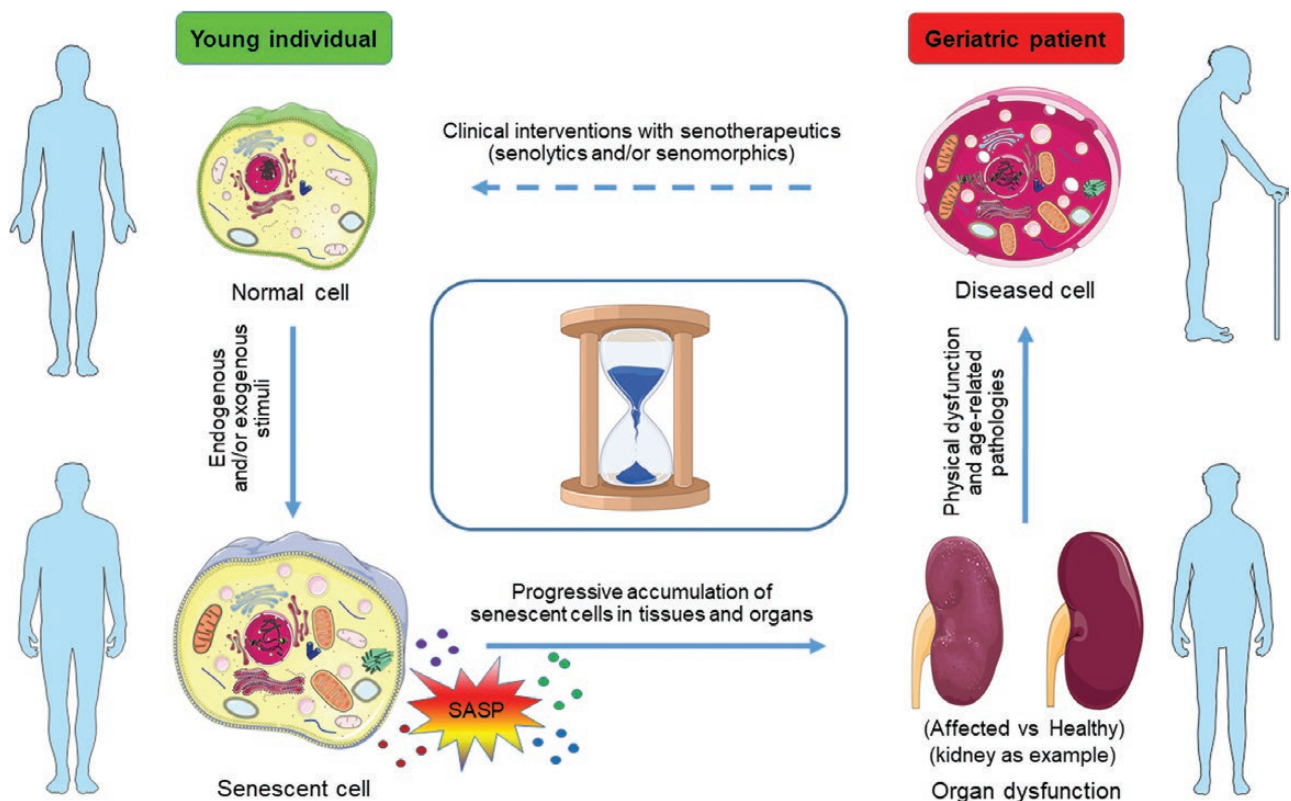 Young individual
Geriatric patient
Clinical interventions with senotherapeutics
(senolytics and/or senomorphics)
Normal cell
Diseased cell
Endogenous
and/or exogenous
stimuli
Physical dysfunction
and age-related
pathologies
Progressive accumulation of
senescent cells in tissues and organs
SASP
Senescent cell
(Affected vs Healthy)
(kidney as example)
Organ dysfunction